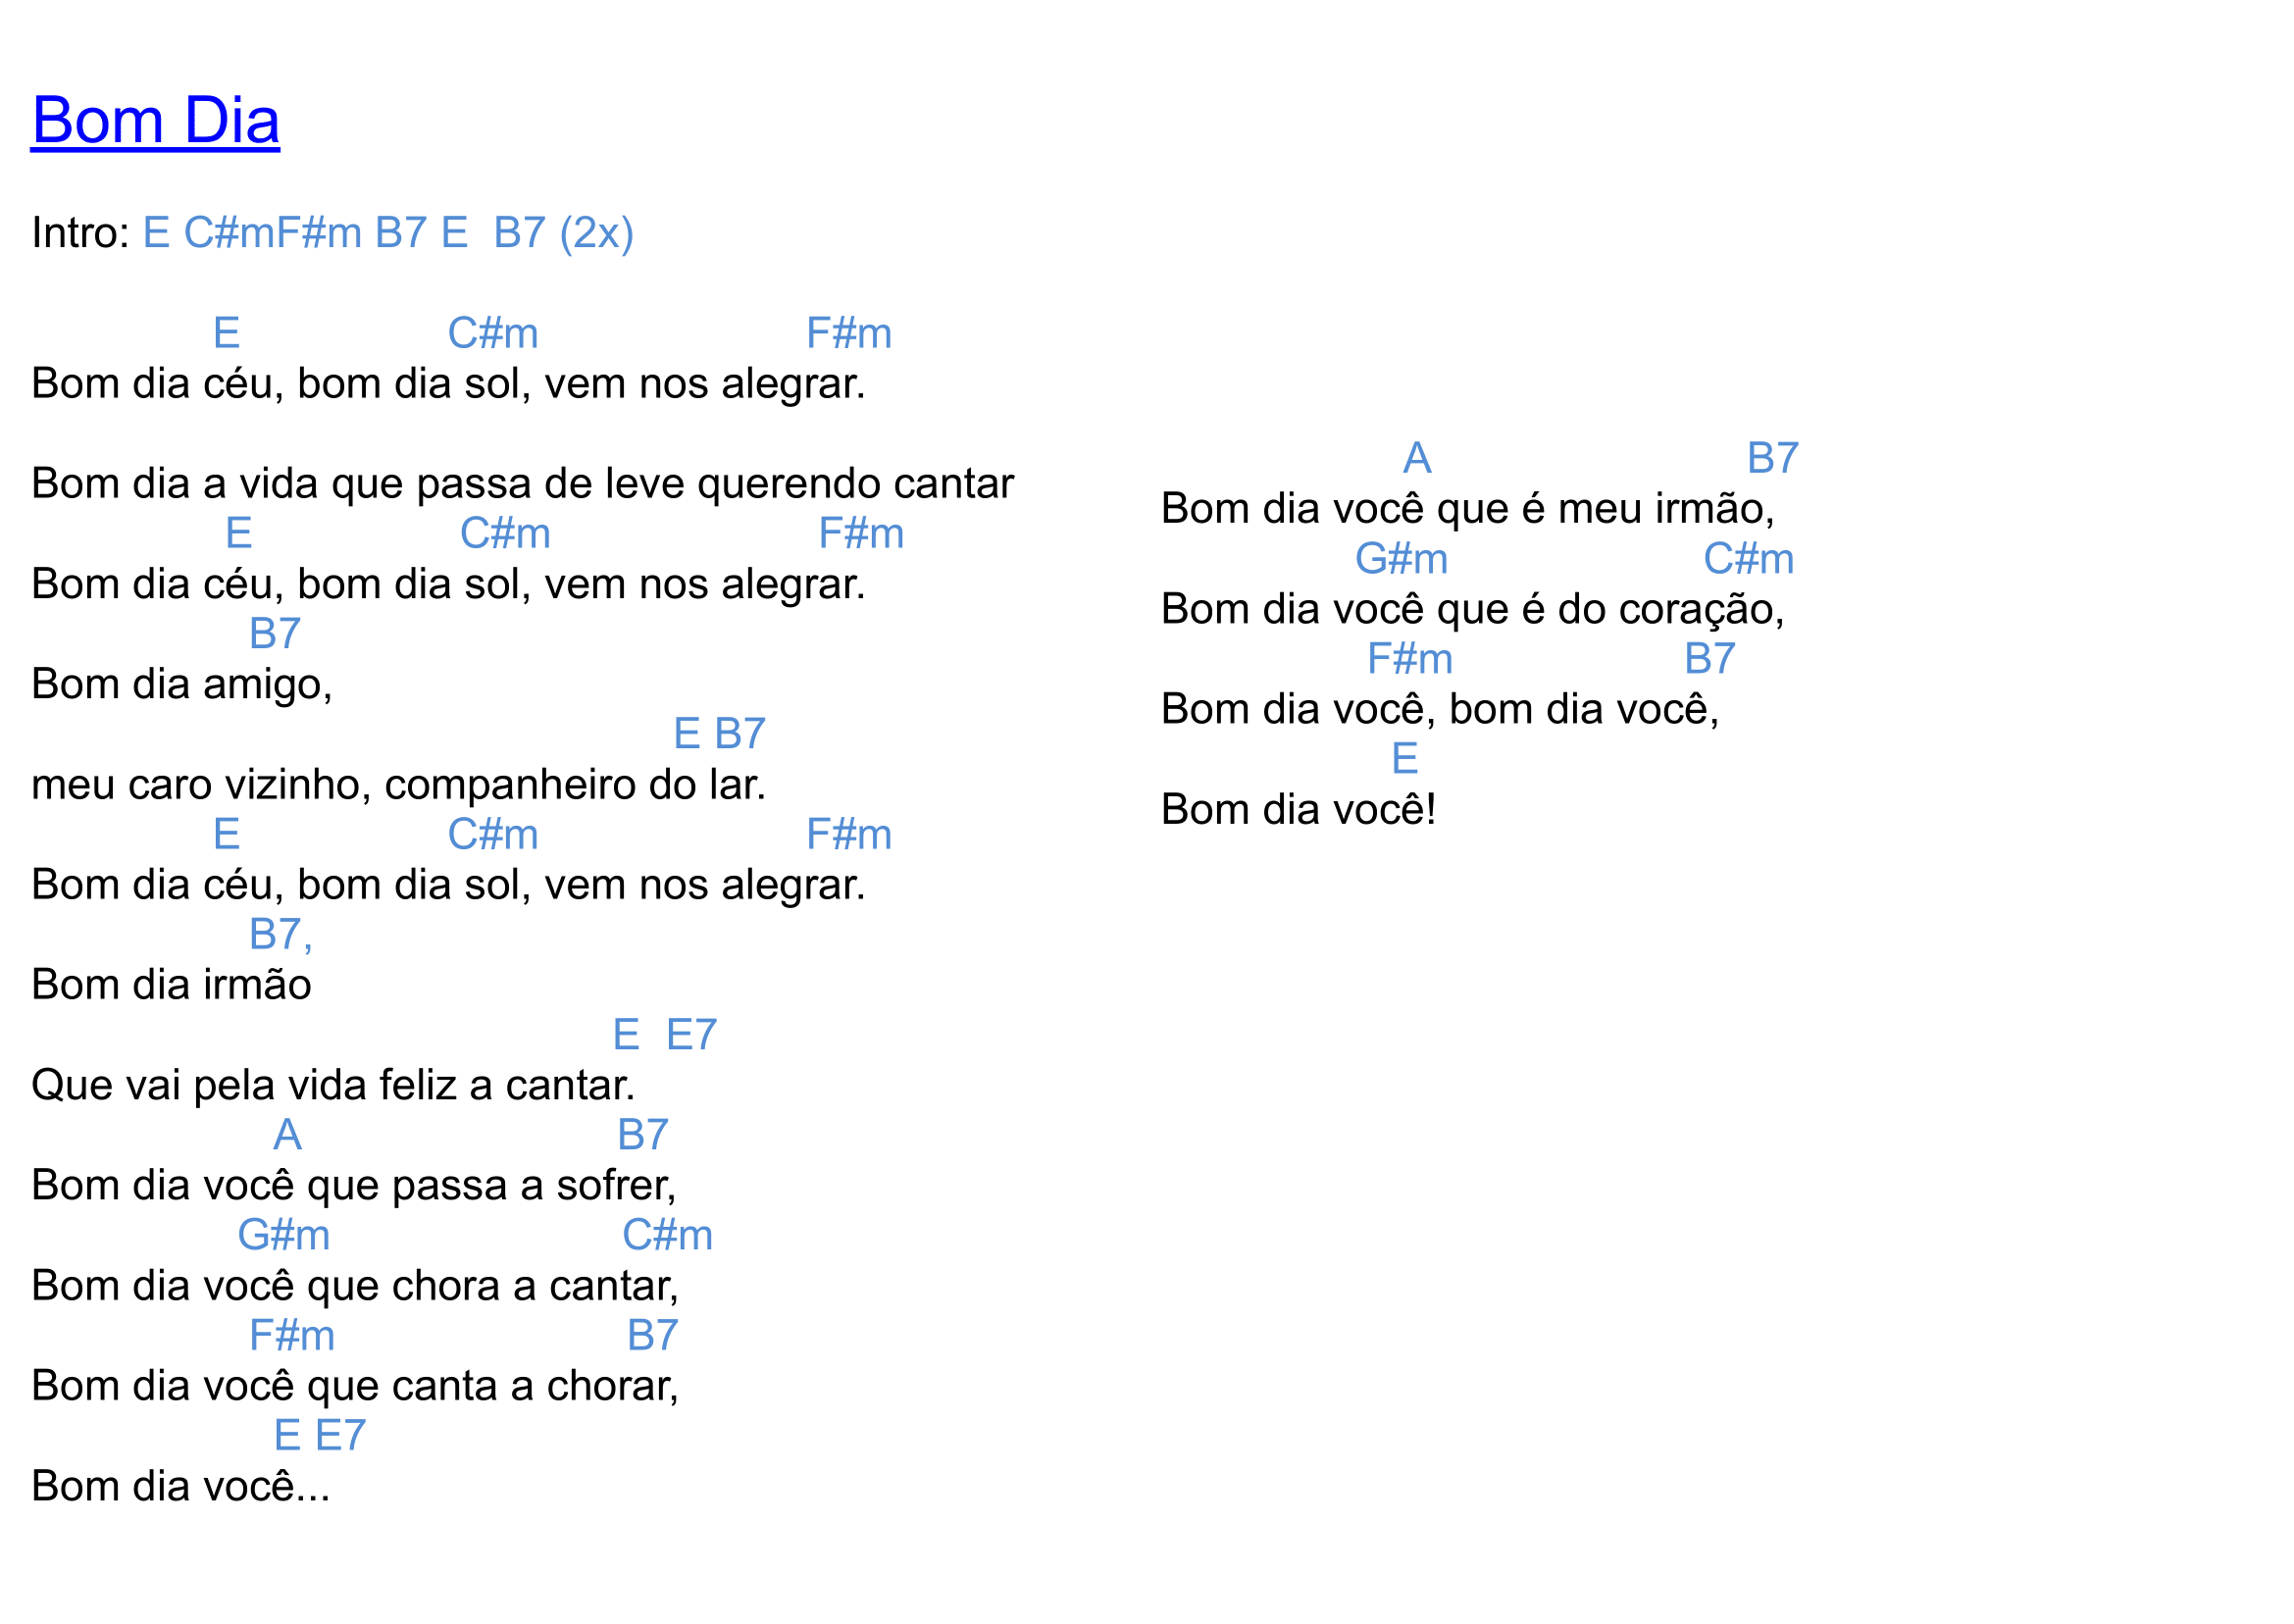 Bom Dia
Intro: E C#mF#m B7 E  B7 (2x)
E C#m F#m
Bom dia céu, bom dia sol, vem nos alegrar.
Bom dia a vida que passa de leve querendo cantar
E C#m F#m
Bom dia céu, bom dia sol, vem nos alegrar.
B7
Bom dia amigo,
E B7
meu caro vizinho, companheiro do lar.
E C#m F#m
Bom dia céu, bom dia sol, vem nos alegrar.
B7,
Bom dia irmão
E  E7
Que vai pela vida feliz a cantar.
A B7
Bom dia você que passa a sofrer,
G#m C#m
Bom dia você que chora a cantar,
F#m B7
Bom dia você que canta a chorar,
E E7
Bom dia você...
A B7
Bom dia você que é meu irmão,
G#m C#m
Bom dia você que é do coração,
F#m B7
Bom dia você, bom dia você,
E
Bom dia você!